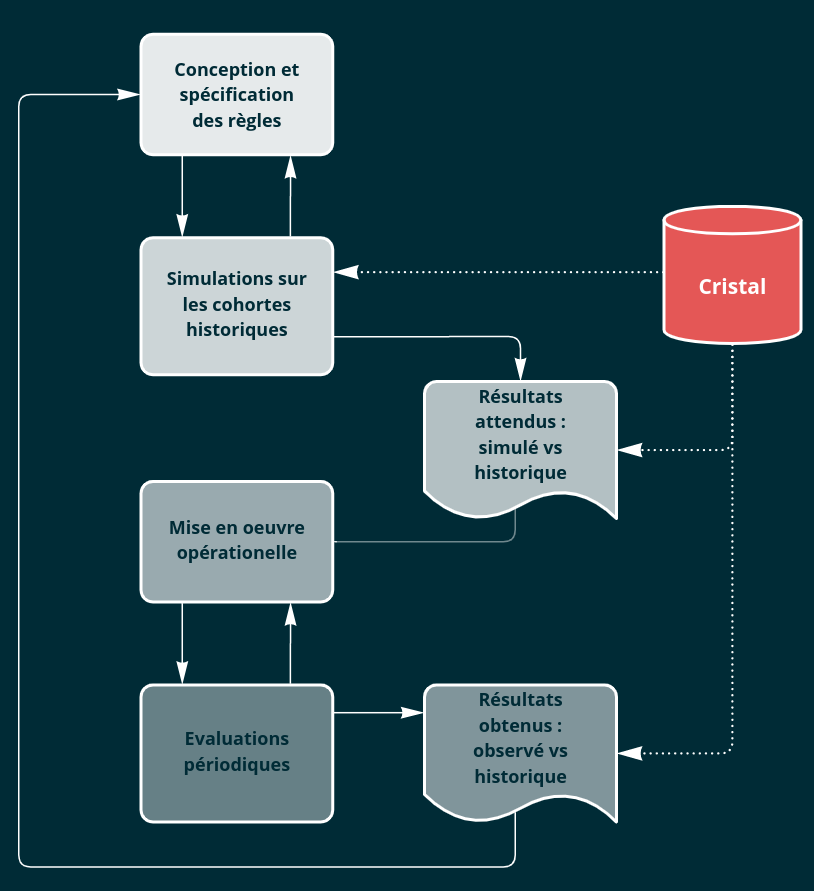 Conception et
spécification
des règles
Simulations sur
les cohortes
historiques
Cristal
Résultats
attendus :
simulé vs
historique
Mise en oeuvre
opérationelle
Evaluations
périodiques
Résultats
obtenus :
observé vs
historique